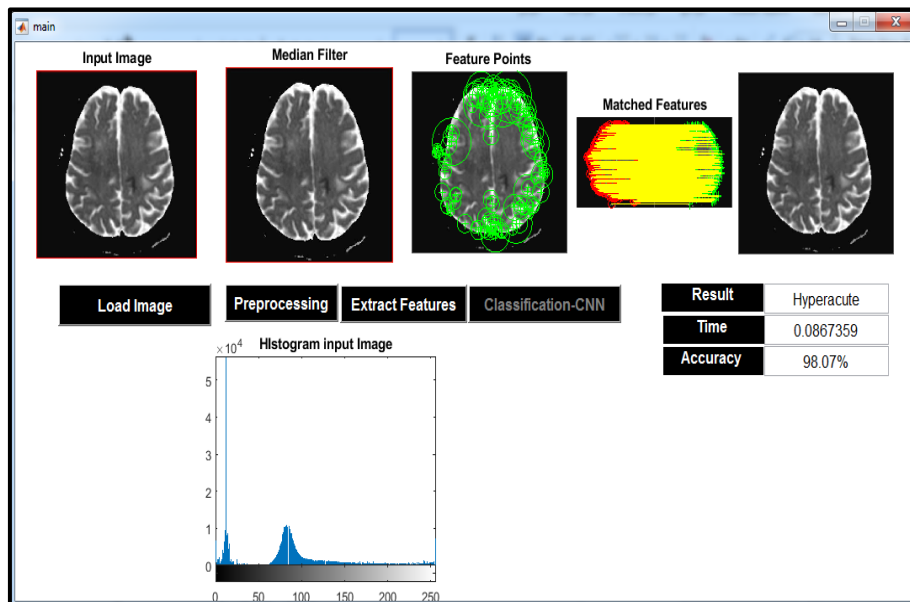 main
Input Image
Median Filter
Feature Points
Matched Features
Load Image
Preprocessing
Extract Features
Classification-CNN
Result
Hyperacute
Time
0.0867359
Accuracy
98.07%
HIstogram input Image
×10^4
5
4
3
2
1
0
0 50 100 150 200 250